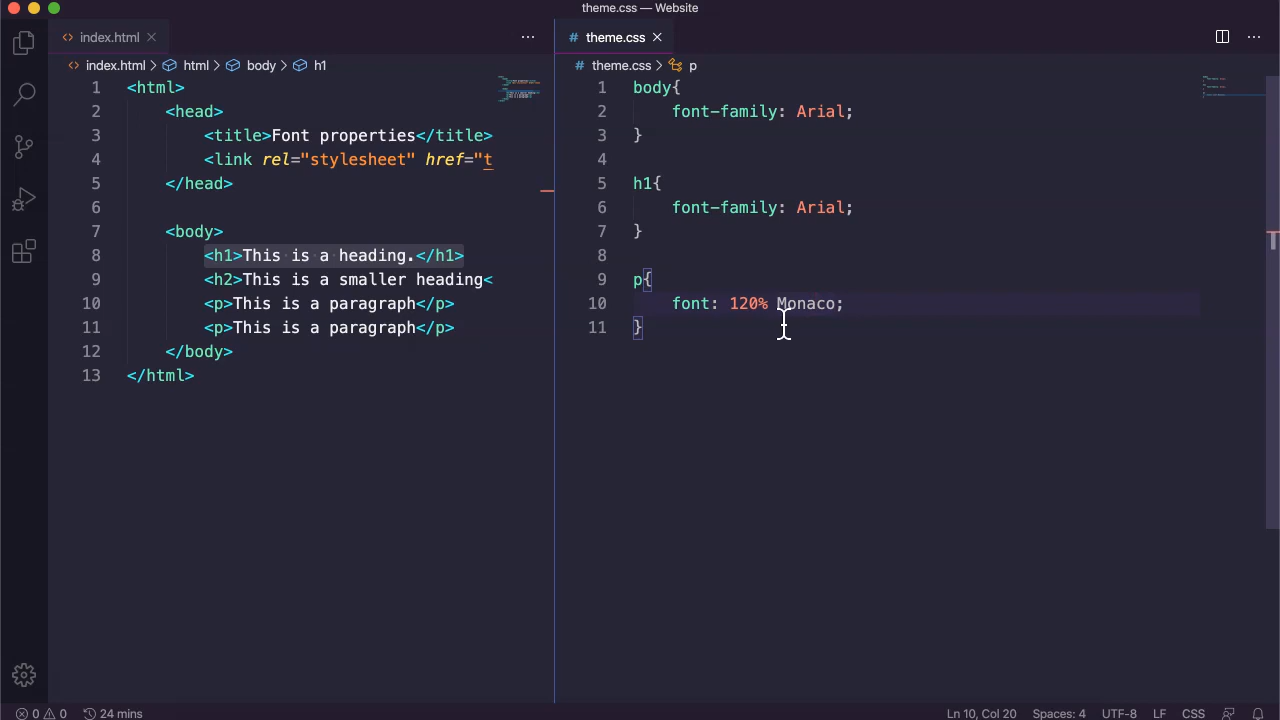 theme.css — Website
index.html
theme.css
index.html > html > body > h1
theme.css > p
1 <html>
2 <head>
3 <title>Font properties</title>
4 <link rel="stylesheet" href="t
5 </head>
6
7 <body>
8 <h1>This is a heading.</h1>
9 <h2>This is a smaller heading<
10 <p>This is a paragraph</p>
11 <p>This is a paragraph</p>
12 </body>
13 </html>
1 body{
2 font-family: Arial;
3 }
4
5 h1{
6 font-family: Arial;
7 }
8
9 p{
10 font: 120% Monaco;
11 }
0 0 24 mins
Ln 10, Col 20 Spaces: 4 UTF-8 LF CSS